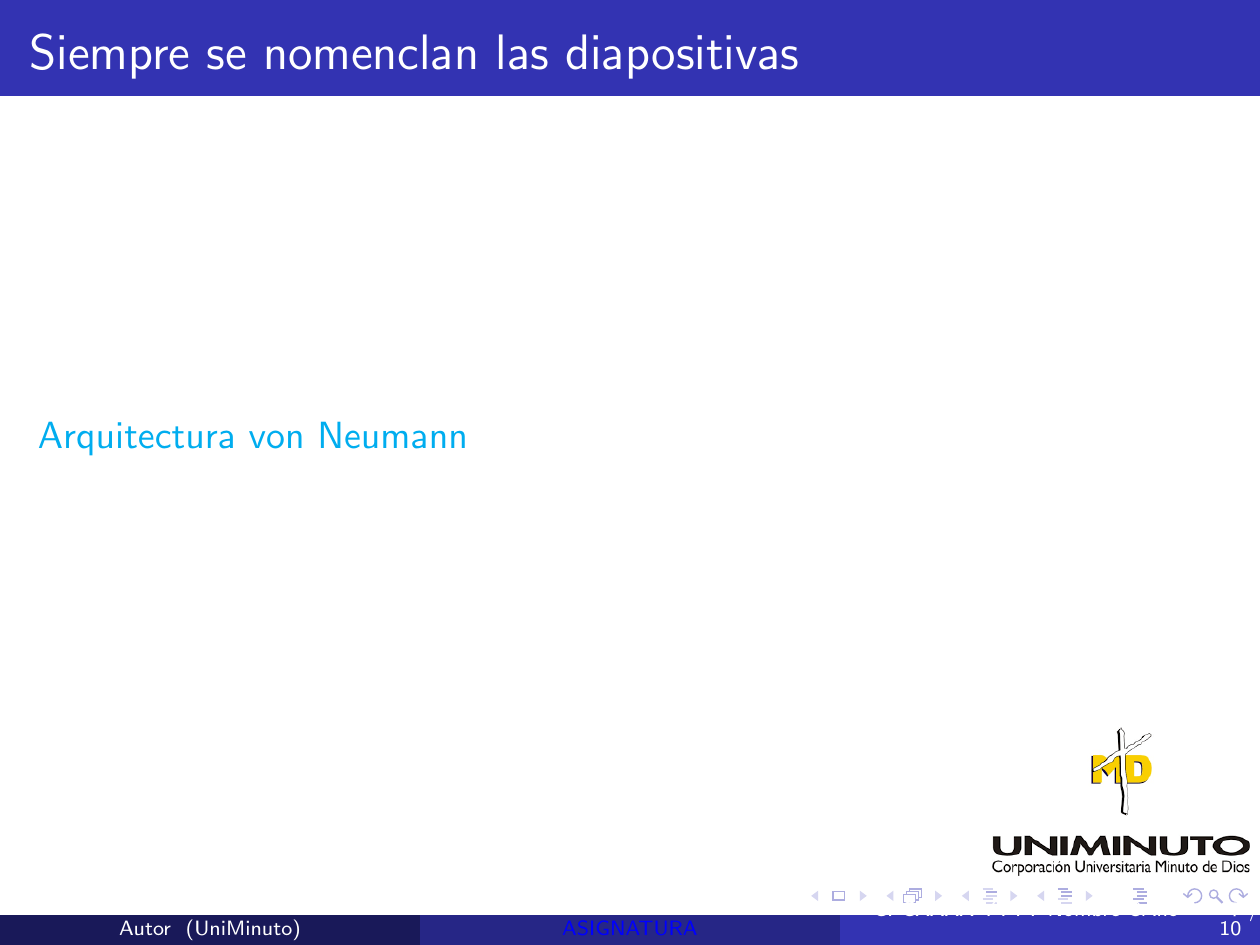 Siempre se nomenclan las diapositivas
Arquitectura von Neumann
MD
UNIMINUTO
Corporación Universitaria Minuto de Dios
Autor (UniMinuto)
ASIGNATURA
10